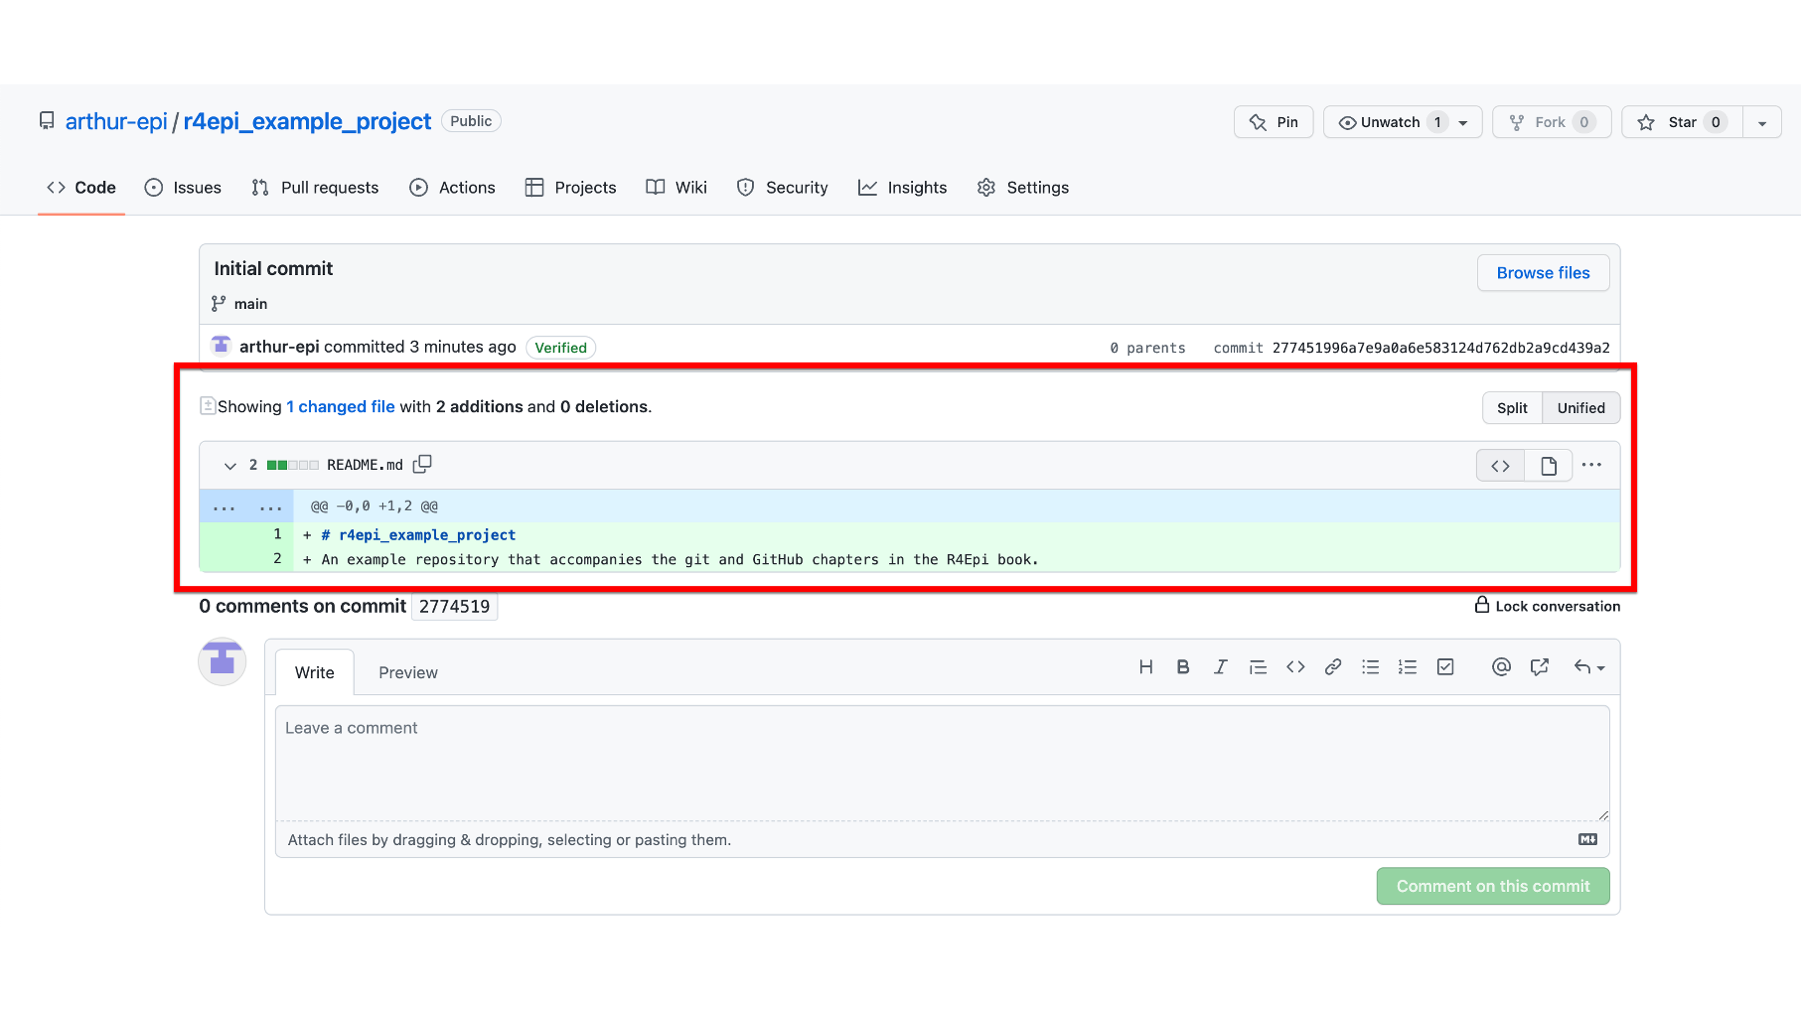 arthur-epi / r4epi_example_project Public
Pin Unwatch 1 Fork 0 Star 0
Code Issues Pull requests Actions Projects Wiki Security Insights Settings
Initial commit
Browse files
main
arthur-epi committed 3 minutes ago Verified 0 parents commit 277451996a7e9a0a6e583124d762db2a9cd439a2
Showing 1 changed file with 2 additions and 0 deletions. Split Unified
2 README.md
... ... @@ -0,0 +1,2 @@
1 + # r4epi_example_project
2 + An example repository that accompanies the git and GitHub chapters in the R4Epi book.
0 comments on commit 2774519 Lock conversation
Write Preview
Leave a comment
Attach files by dragging & dropping, selecting or pasting them.
Comment on this commit